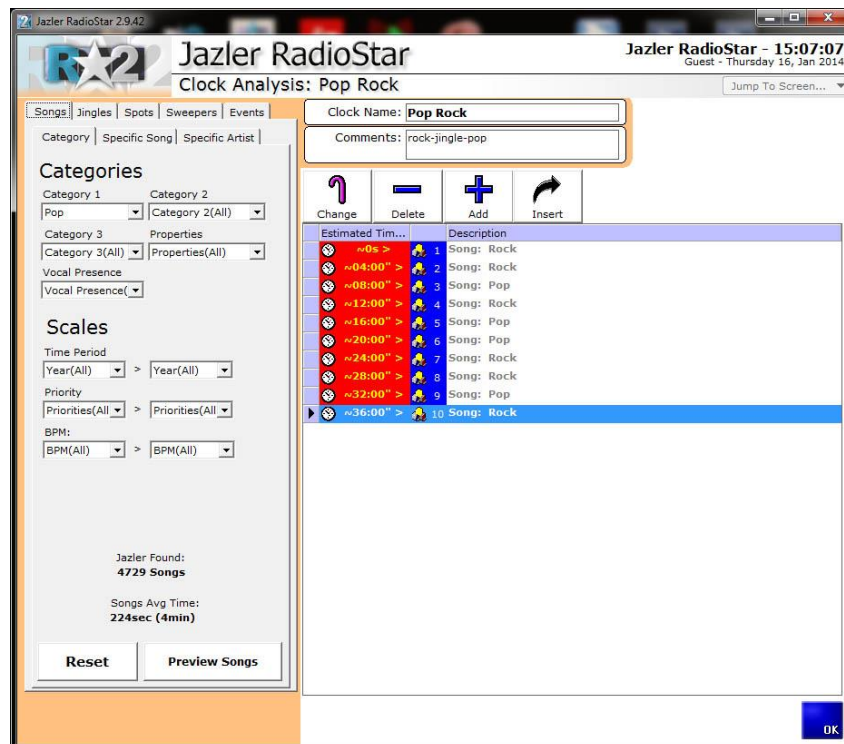 Jazler RadioStar 2.9.42
R 2
Jazler RadioStar
Jazler RadioStar - 15:07:07
Guest - Thursday 16, Jan 2014
Clock Analysis: Pop Rock
Jump To Screen...
Songs Jingles Spots Sweepers Events
Category Specific Song Specific Artist
Categories
Category 1 Category 2
Pop Category 2(All)
Category 3 Properties
Category 3(All) Properties(All)
Vocal Presence
Vocal Presence(
Scales
Time Period
Year(All) > Year(All)
Priority
Priorities(All > Priorities(All
BPM:
BPM(All) > BPM(All)
Jazler Found:
4729 Songs
Songs Avg Time:
224sec (4min)
Reset Preview Songs
Clock Name: Pop Rock
Comments: rock-jingle-pop
Change Delete Add Insert
Estimated Tim... Description
~0s > 1 Song: Rock
~04:00" > 2 Song: Rock
~08:00" > 3 Song: Pop
~12:00" > 4 Song: Rock
~16:00" > 5 Song: Pop
~20:00" > 6 Song: Pop
~24:00" > 7 Song: Rock
~28:00" > 8 Song: Rock
~32:00" > 9 Song: Pop
~36:00" > 10 Song: Rock
OK